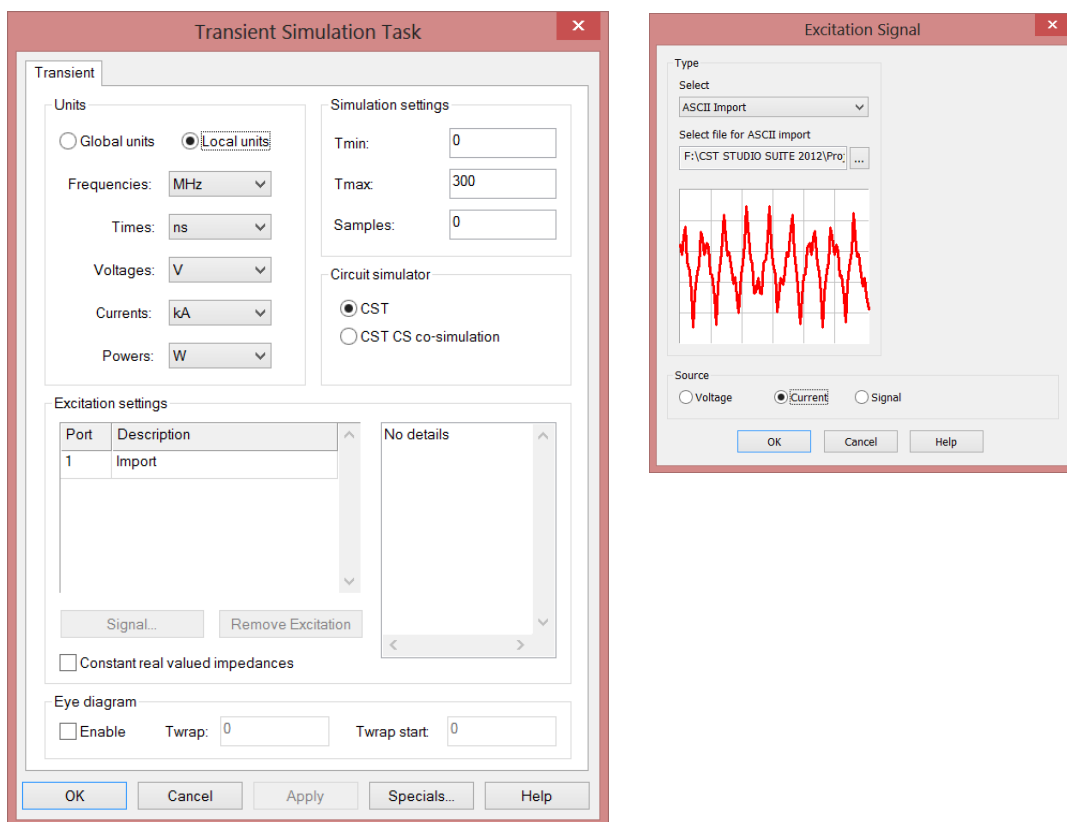 Transient Simulation Task
Transient
Units
Global units Local units
Frequencies: MHz
Times: ns
Voltages: V
Currents: kA
Powers: W
Simulation settings
Tmin: 0
Tmax: 300
Samples: 0
Circuit simulator
CST
CST CS co-simulation
Excitation settings
Port Description
1 Import
No details
Signal... Remove Excitation
Constant real valued impedances
Eye diagram
Enable Twrap: 0 Twrap start: 0
OK Cancel Apply Specials... Help
Excitation Signal
Type
Select
ASCII Import
Select file for ASCII import
F:\CST STUDIO SUITE 2012\Proj ...
Source
Voltage Current Signal
OK Cancel Help